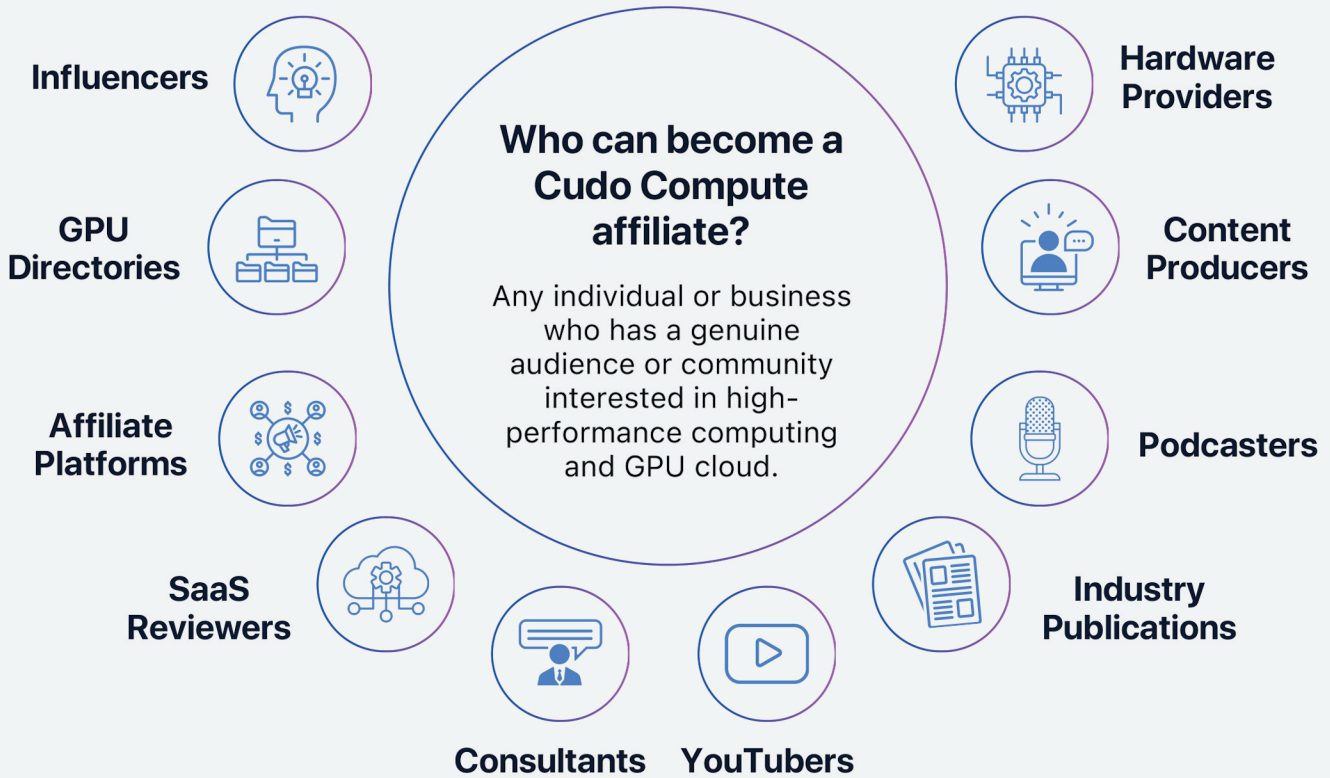 Who can become a
Cudo Compute
affiliate?
Any individual or business
who has a genuine
audience or community
interested in high-
performance computing
and GPU cloud.
Influencers
GPU
Directories
Affiliate
Platforms
SaaS
Reviewers
Consultants
YouTubers
Industry
Publications
Podcasters
Content
Producers
Hardware
Providers